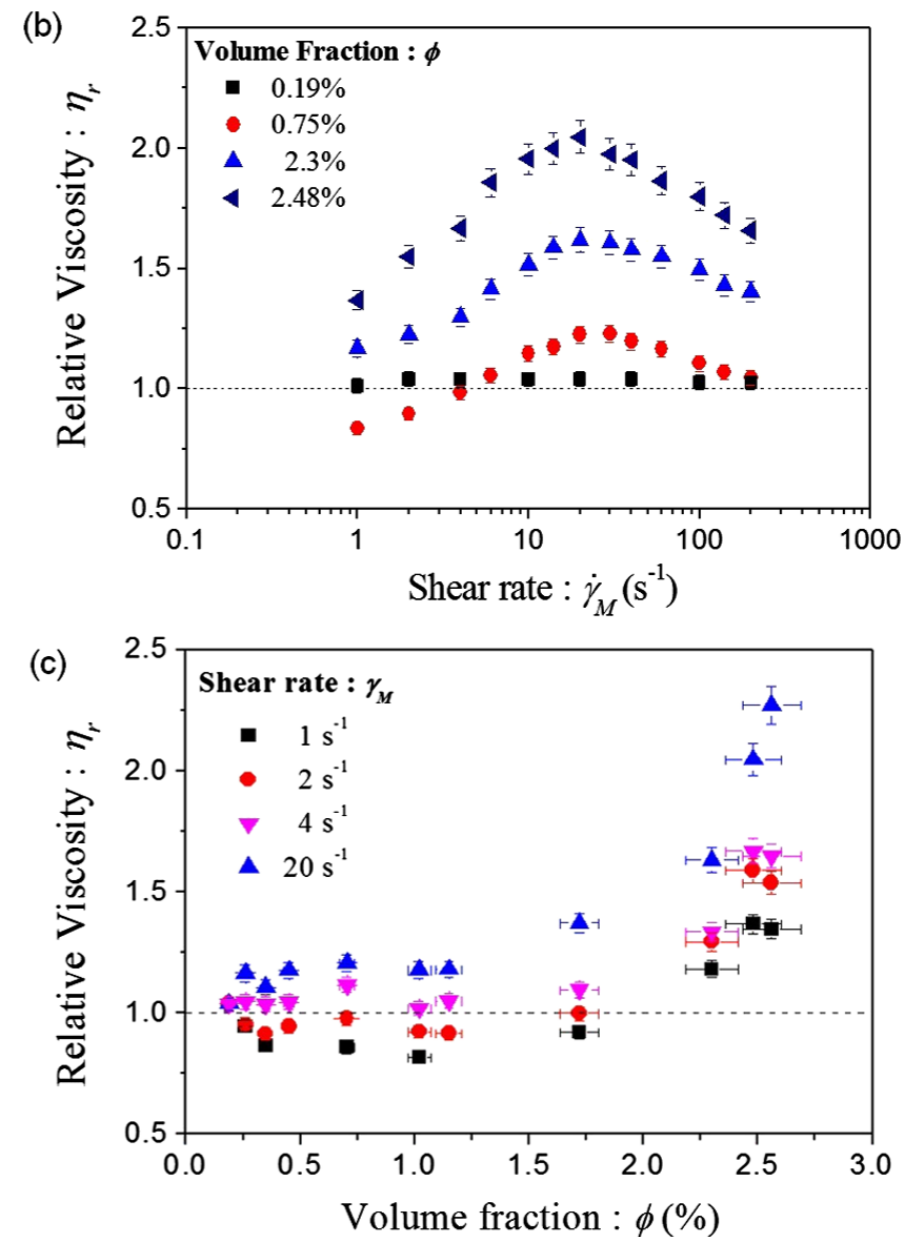 (b)
2.5
Volume Fraction : ϕ
0.19%
0.75%
2.3%
2.48%
2.0
1.5
1.0
0.5
Relative Viscosity : ηr
0.1 1 10 100 1000
Shear rate : γ̇M (s-1)
(c)
2.5
Shear rate : γM
1 s-1
2 s-1
4 s-1
20 s-1
2.0
1.5
1.0
0.5
Relative Viscosity : ηr
0.0 0.5 1.0 1.5 2.0 2.5 3.0
Volume fraction : ϕ (%)